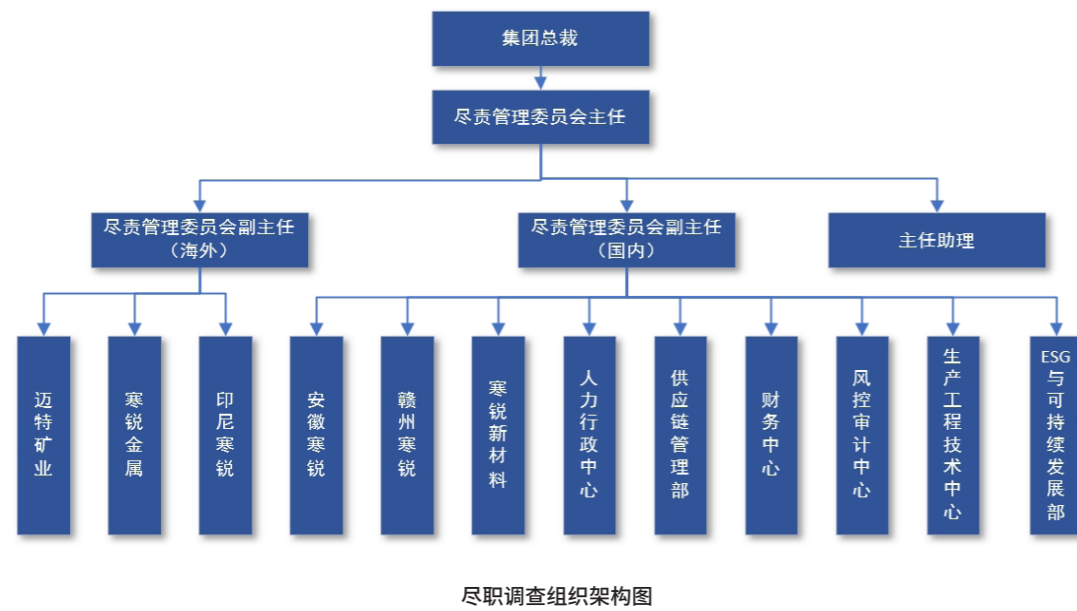 集团总裁
尽责管理委员会主任
尽责管理委员会副主任
（海外）
尽责管理委员会副主任
（国内）
主任助理
迈特矿业
寒锐金属
印尼寒锐
安徽寒锐
赣州寒锐
寒锐新材料
人力行政中心
供应链管理部
财务中心
风控审计中心
生产工程技术中心
ESG与可持续发展部
尽职调查组织架构图